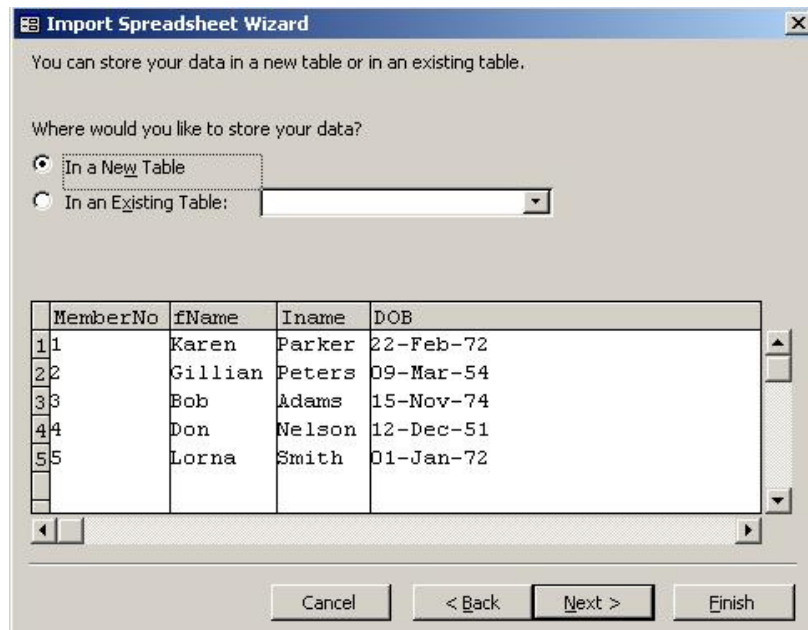 Import Spreadsheet Wizard
You can store your data in a new table or in an existing table.
Where would you like to store your data?
In a New Table
In an Existing Table:
MemberNo fName Iname DOB
1 1 Karen Parker 22-Feb-72
2 2 Gillian Peters 09-Mar-54
3 3 Bob Adams 15-Nov-74
4 4 Don Nelson 12-Dec-51
5 5 Lorna Smith 01-Jan-72
Cancel < Back Next > Finish